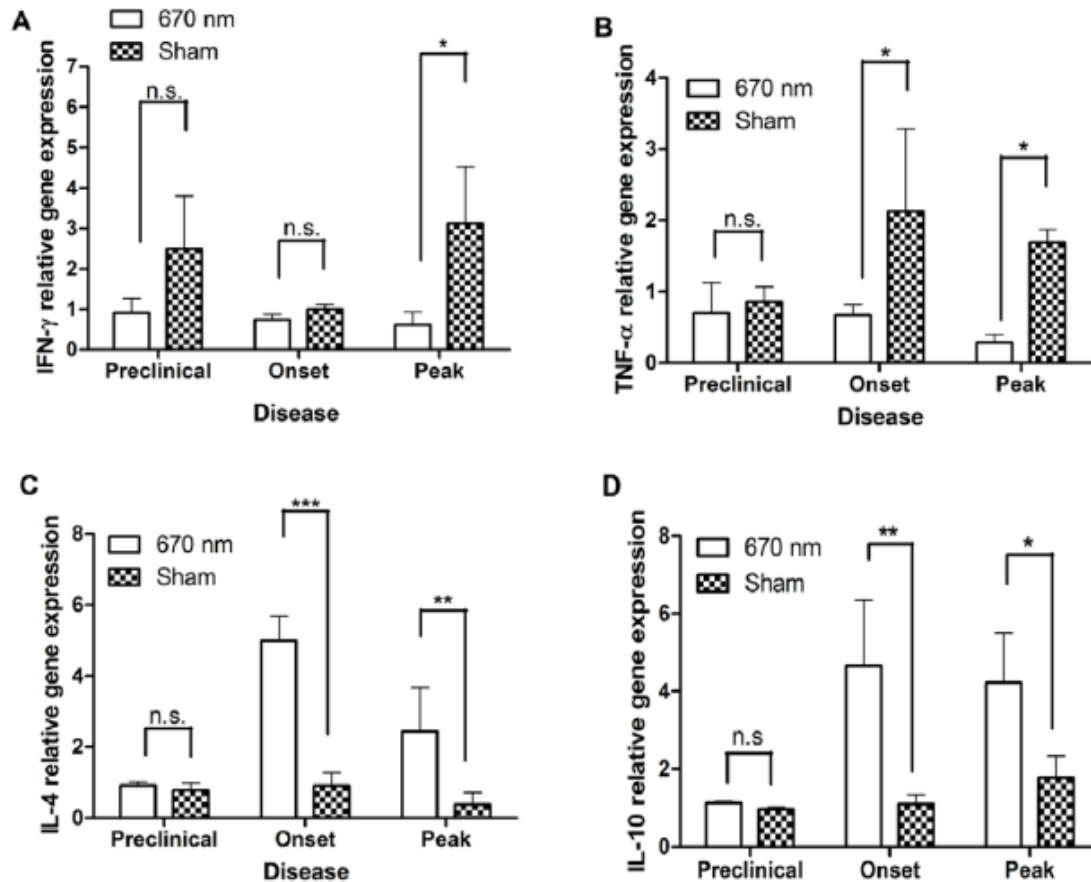 A
670 nm
Sham
IFN-γ relative gene expression
7
6
5
4
3
2
1
0
n.s.
n.s.
*
Preclinical Onset Peak
Disease
B
670 nm
Sham
TNF-α relative gene expression
4
3
2
1
0
n.s.
*
*
Preclinical Onset Peak
Disease
C
670 nm
Sham
IL-4 relative gene expression
8
6
4
2
0
n.s.
***
**
Preclinical Onset Peak
Disease
D
670 nm
Sham
IL-10 relative gene expression
8
6
4
2
0
n.s
**
*
Preclinical Onset Peak